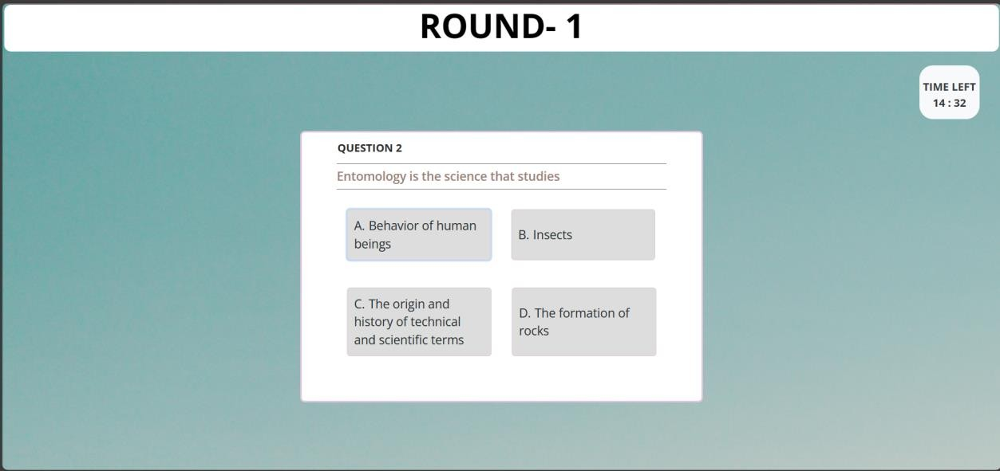 ROUND- 1
TIME LEFT
14 : 32
QUESTION 2
Entomology is the science that studies
A. Behavior of human
beings
B. Insects
C. The origin and
history of technical
and scientific terms
D. The formation of
rocks